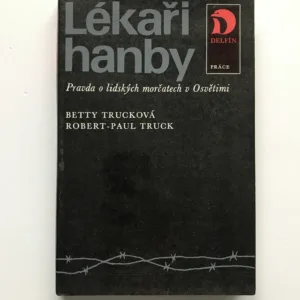 Lékaři
hanby
DELFÍN
PRÁCE
Pravda o lidských morčatech v Osvětimi
BETTY TRUCKOVÁ
ROBERT-PAUL TRUCK